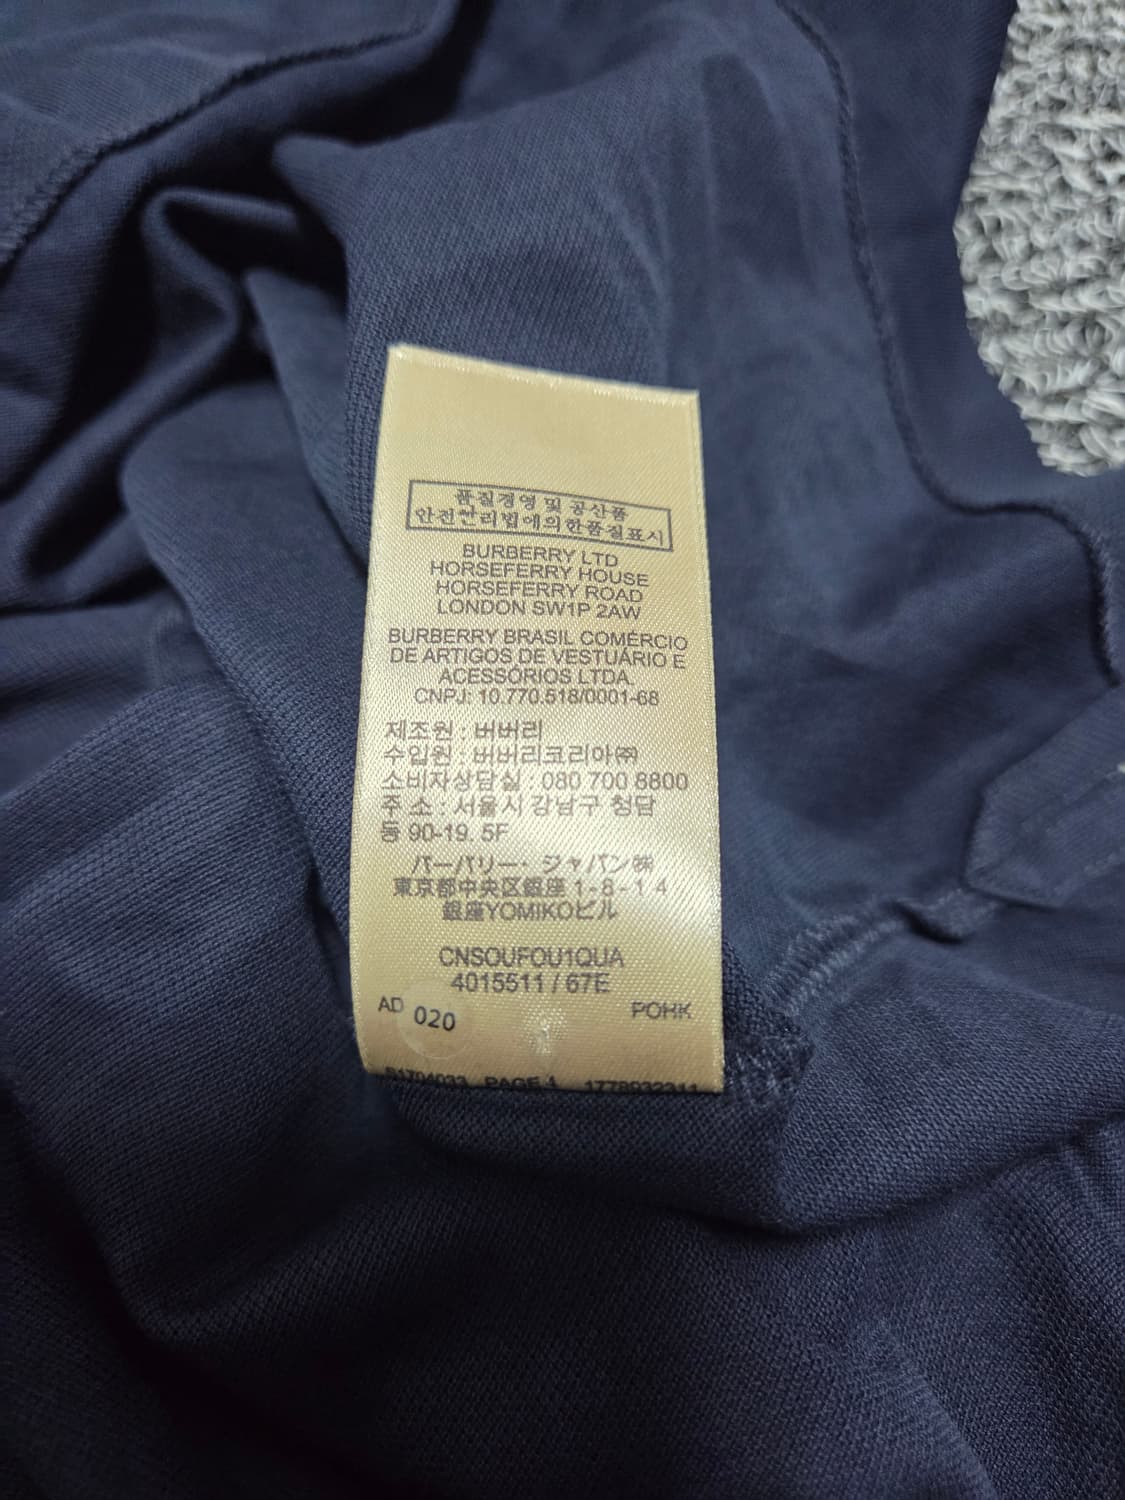 품질경영 및 공산품
안전관리법에의한품질표시
BURBERRY LTD
HORSEFERRY HOUSE
HORSEFERRY ROAD
LONDON SW1P 2AW
BURBERRY BRASIL COMÉRCIO
DE ARTIGOS DE VESTUÁRIO E
ACESSÓRIOS LTDA.
CNPJ: 10.770.518/0001-68
제조원 : 버버리
수입원 : 버버리코리아㈜
소비자상담실 : 080 700 8800
주 소 : 서울시 강남구 청담
동 90-19. 5F
バーバリー・ジャパン㈱
東京都中央区銀座1-8-14
銀座YOMIKOビル
CNSOUFOU1QUA
4015511 / 67E
AD 020 POHK
PAGE 1